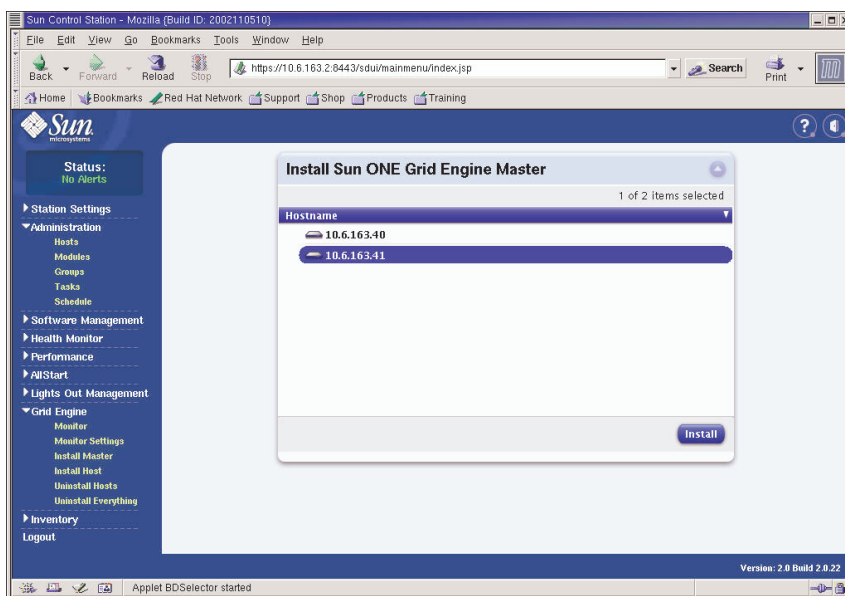 Sun Control Station - Mozilla {Build ID: 2002110510}
File Edit View Go Bookmarks Tools Window Help
Back Forward Reload Stop https://10.6.163.2:8443/sdui/mainmenu/index.jsp Search Print
Home Bookmarks Red Hat Network Support Shop Products Training
Sun
microsystems
?
Status:
No Alerts
Station Settings
Administration
Hosts
Modules
Groups
Tasks
Schedule
Software Management
Health Monitor
Performance
AllStart
Lights Out Management
Grid Engine
Monitor
Monitor Settings
Install Master
Install Host
Uninstall Hosts
Uninstall Everything
Inventory
Logout
Install Sun ONE Grid Engine Master
1 of 2 items selected
Hostname
10.6.163.40
10.6.163.41
Install
Version: 2.0 Build 2.0.22
Applet BDSelector started